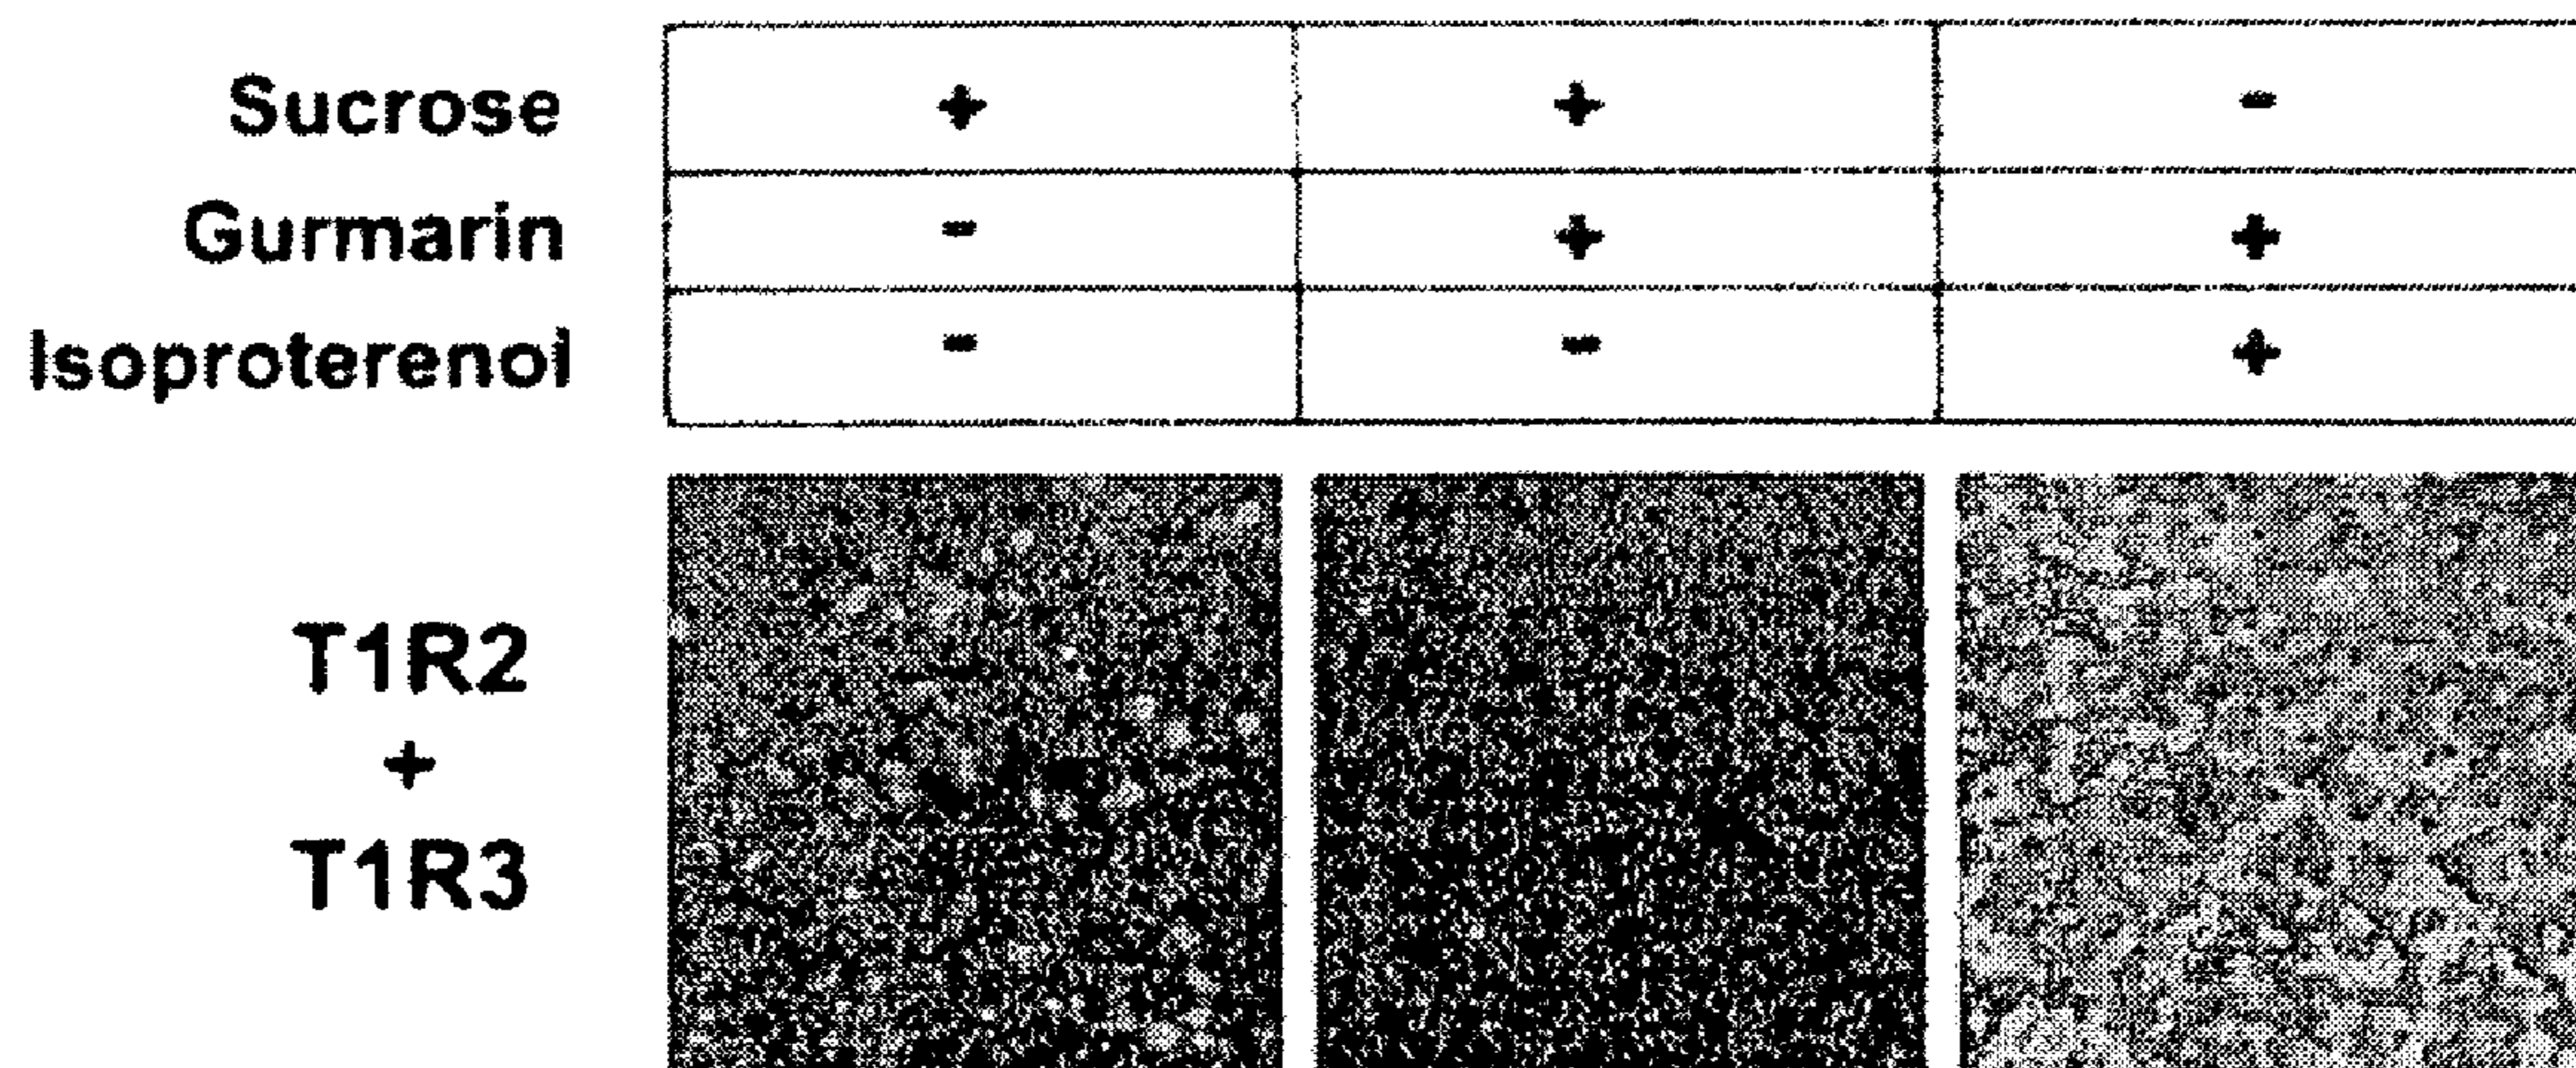 Sucrose + + -
Gurmarin - + +
Isoproterenol - - +
T1R2
+
T1R3